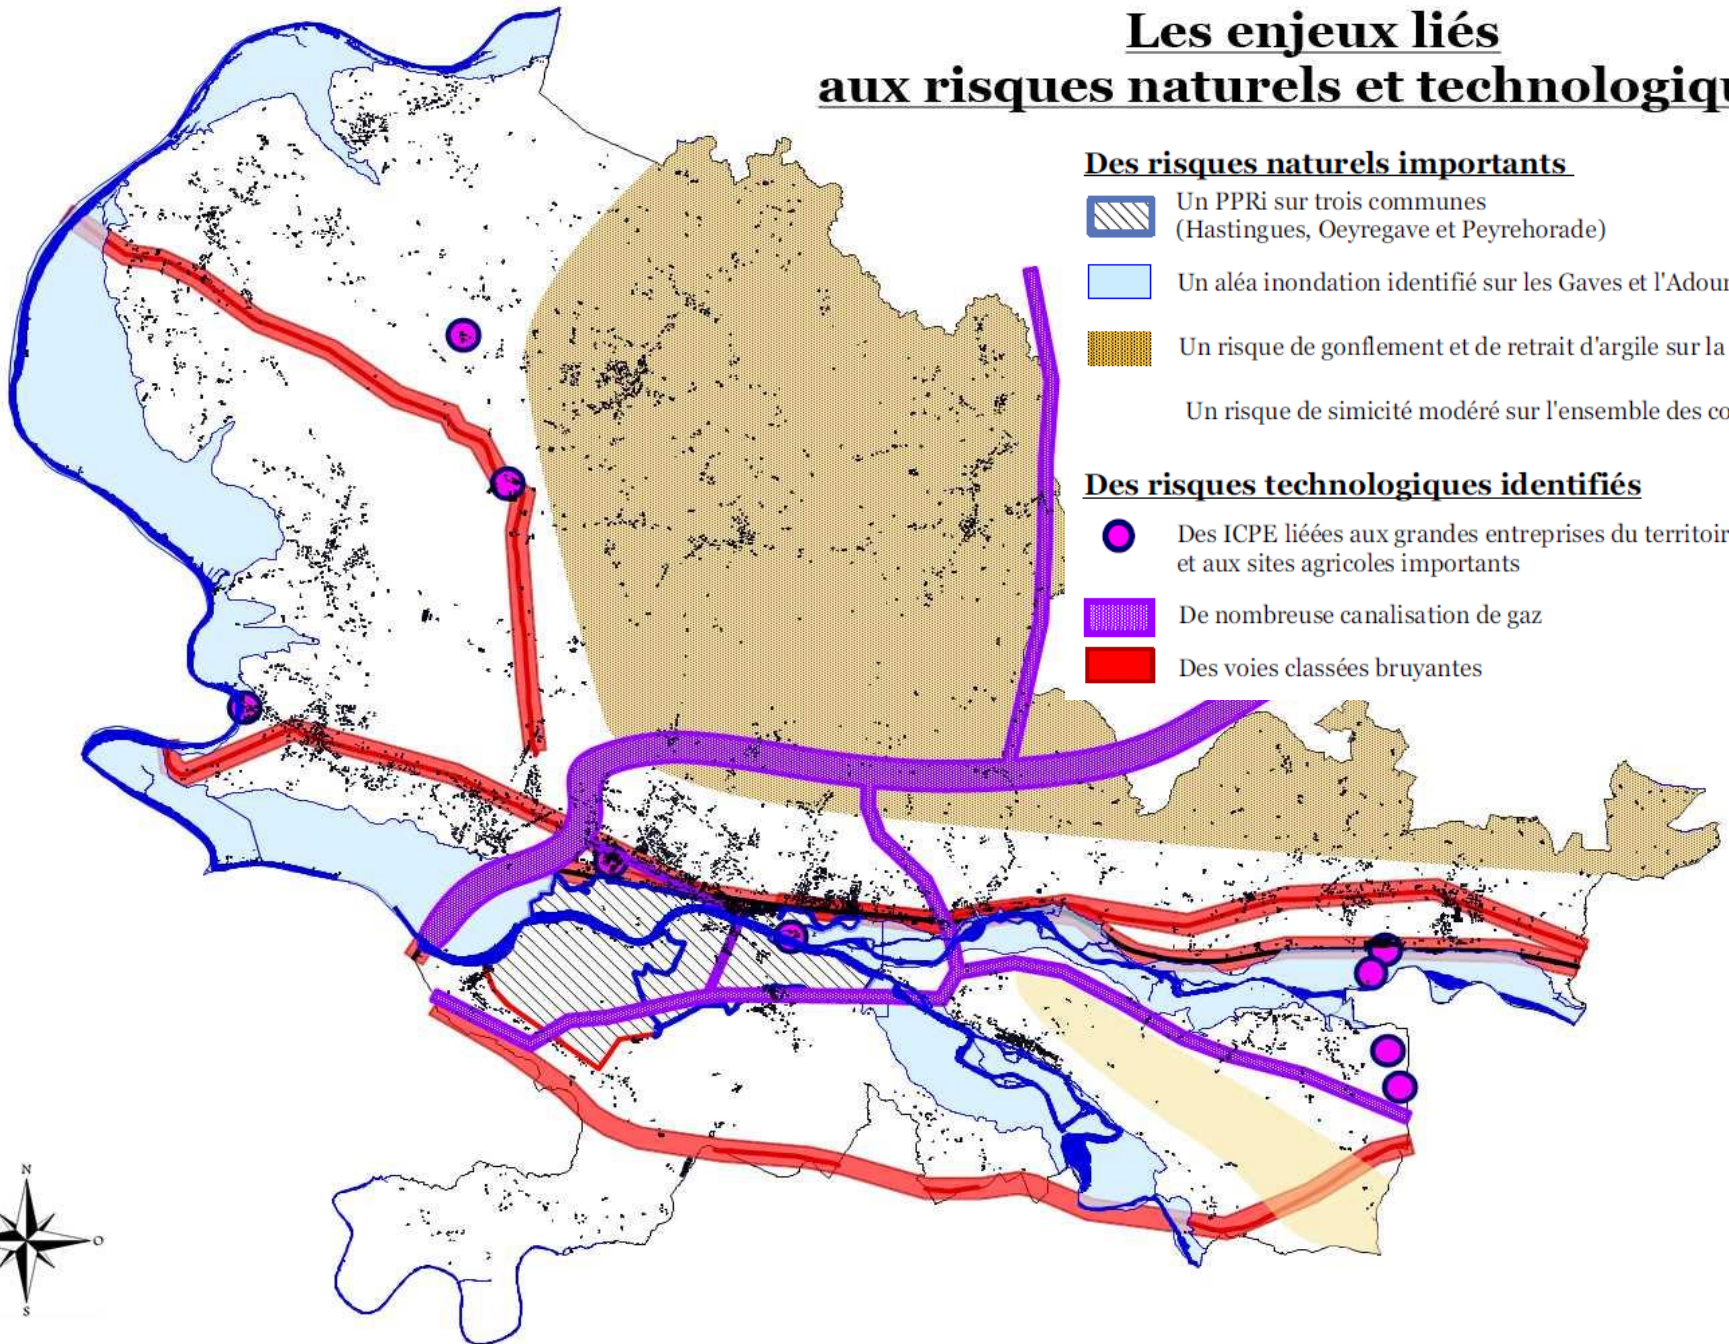 Les enjeux liés
aux risques naturels et technologiqu
Des risques naturels importants
Un PPRi sur trois communes
(Hastingues, Oeyregave et Peyrehorade)
Un aléa inondation identifié sur les Gaves et l'Adour
Un risque de gonflement et de retrait d'argile sur la
Un risque de simicité modéré sur l'ensemble des co
Des risques technologiques identifiés
Des ICPE liéées aux grandes entreprises du territoir
et aux sites agricoles importants
De nombreuse canalisation de gaz
Des voies classées bruyantes
N
O
S